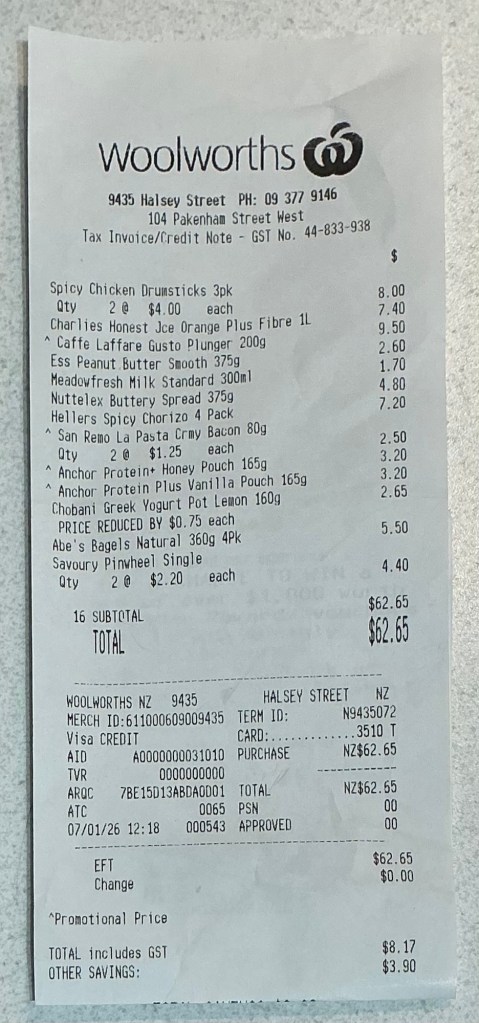 woolworths
9435 Halsey Street PH: 09 377 9146
104 Pakenham Street West
Tax Invoice/Credit Note - GST No. 44-833-938
$
Spicy Chicken Drumsticks 3pk
Qty 2 @ $4.00 each 8.00
Charlies Honest Jce Orange Plus Fibre 1L 7.40
^ Caffe Laffare Gusto Plunger 200g 9.50
Ess Peanut Butter Smooth 375g 2.60
Meadowfresh Milk Standard 300ml 1.70
Nuttelex Buttery Spread 375g 4.80
Hellers Spicy Chorizo 4 Pack 7.20
^ San Remo La Pasta Crmy Bacon 80g
Qty 2 @ $1.25 each 2.50
^ Anchor Protein+ Honey Pouch 165g 3.20
^ Anchor Protein Plus Vanilla Pouch 165g 3.20
Chobani Greek Yogurt Pot Lemon 160g 2.65
PRICE REDUCED BY $0.75 each
Abe's Bagels Natural 360g 4Pk 5.50
Savoury Pinwheel Single
Qty 2 @ $2.20 each 4.40
16 SUBTOTAL $62.65
TOTAL $62.65
WOOLWORTHS NZ 9435 HALSEY STREET NZ
MERCH ID:611000609009435 TERM ID: N9435072
Visa CREDIT CARD:.............3510 T
AID A0000000031010 PURCHASE NZ$62.65
TVR 0000000000
ARQC 7BE15D13ABDA0D01 TOTAL NZ$62.65
ATC 0065 PSN 00
07/01/26 12:18 000543 APPROVED 00
EFT $62.65
Change $0.00
^Promotional Price
TOTAL includes GST $8.17
OTHER SAVINGS: $3.90